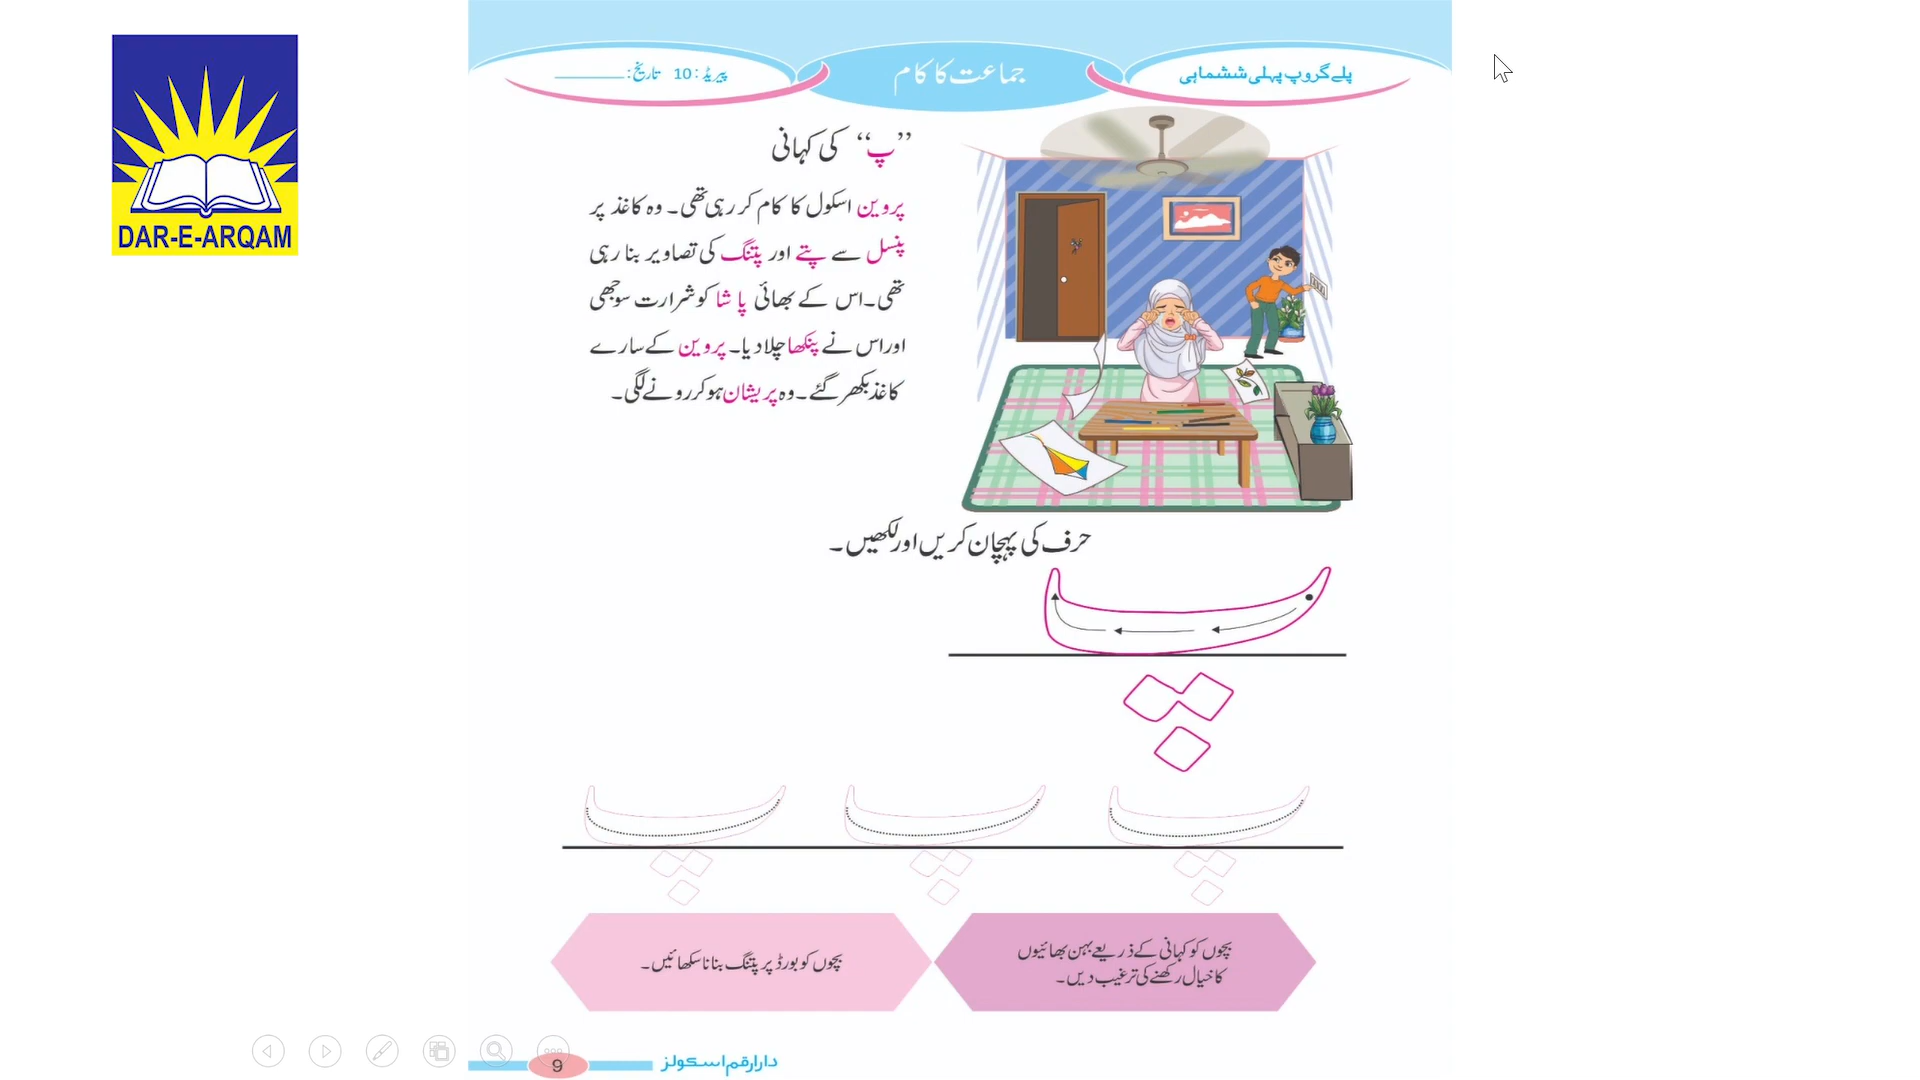 DAR-E-ARQAM
پلے گروپ پہلی ششماہی
جماعت کا کام
پیریڈ: 10 تاریخ: ________
”پ“ کی کہانی
پروین اسکول کا کام کر رہی تھی۔ وہ کاغذ پر
پنسل سے پتے اور پتنگ کی تصاویر بنا رہی
تھی۔ اس کے بھائی پاشا کو شرارت سوجھی
اور اس نے پنکھا چلا دیا۔ پروین کے سارے
کاغذ بکھر گئے۔ وہ پریشان ہو کر رونے لگی۔
حرف کی پہچان کریں اور لکھیں۔
پ
پ پ پ
بچوں کو کہانی کے ذریعے بہن بھائیوں
کا خیال رکھنے کی ترغیب دیں۔
بچوں کو بورڈ پر پتنگ بنانا سکھائیں۔
9
دارارقم اسکولز